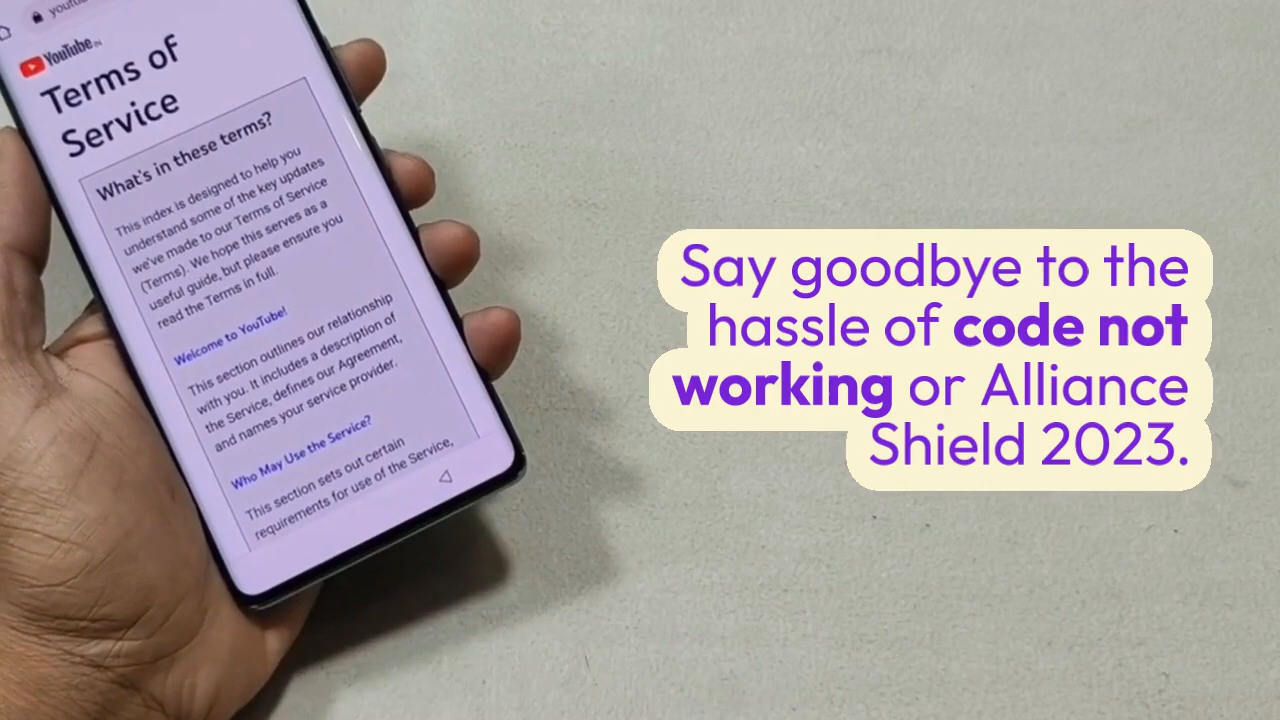 YouTube IN
Terms of
Service
What's in these terms?
This index is designed to help you
understand some of the key updates
we've made to our Terms of Service
(Terms). We hope this serves as a
useful guide, but please ensure you
read the Terms in full.
Welcome to YouTube!
This section outlines our relationship
with you. It includes a description of
the Service, defines our Agreement,
and names your service provider.
Who May Use the Service?
This section sets out certain
requirements for use of the Service,
Say goodbye to the
hassle of code not
working or Alliance
Shield 2023.